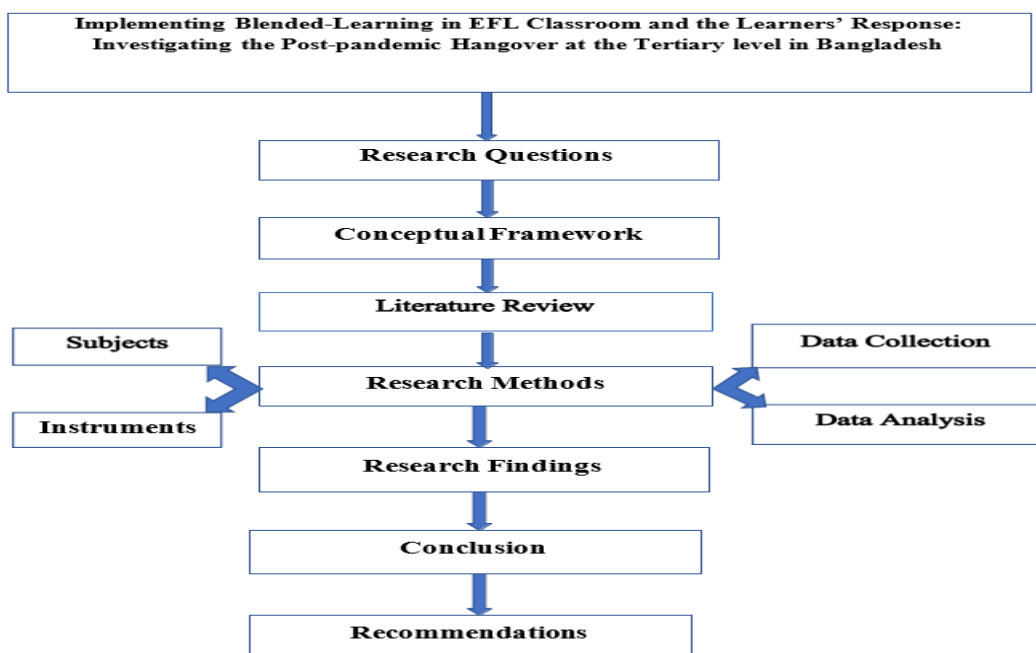 Implementing Blended-Learning in EFL Classroom and the Learners’ Response:
Investigating the Post-pandemic Hangover at the Tertiary level in Bangladesh
Research Questions
Conceptual Framework
Literature Review
Subjects
Data Collection
Research Methods
Instruments
Data Analysis
Research Findings
Conclusion
Recommendations